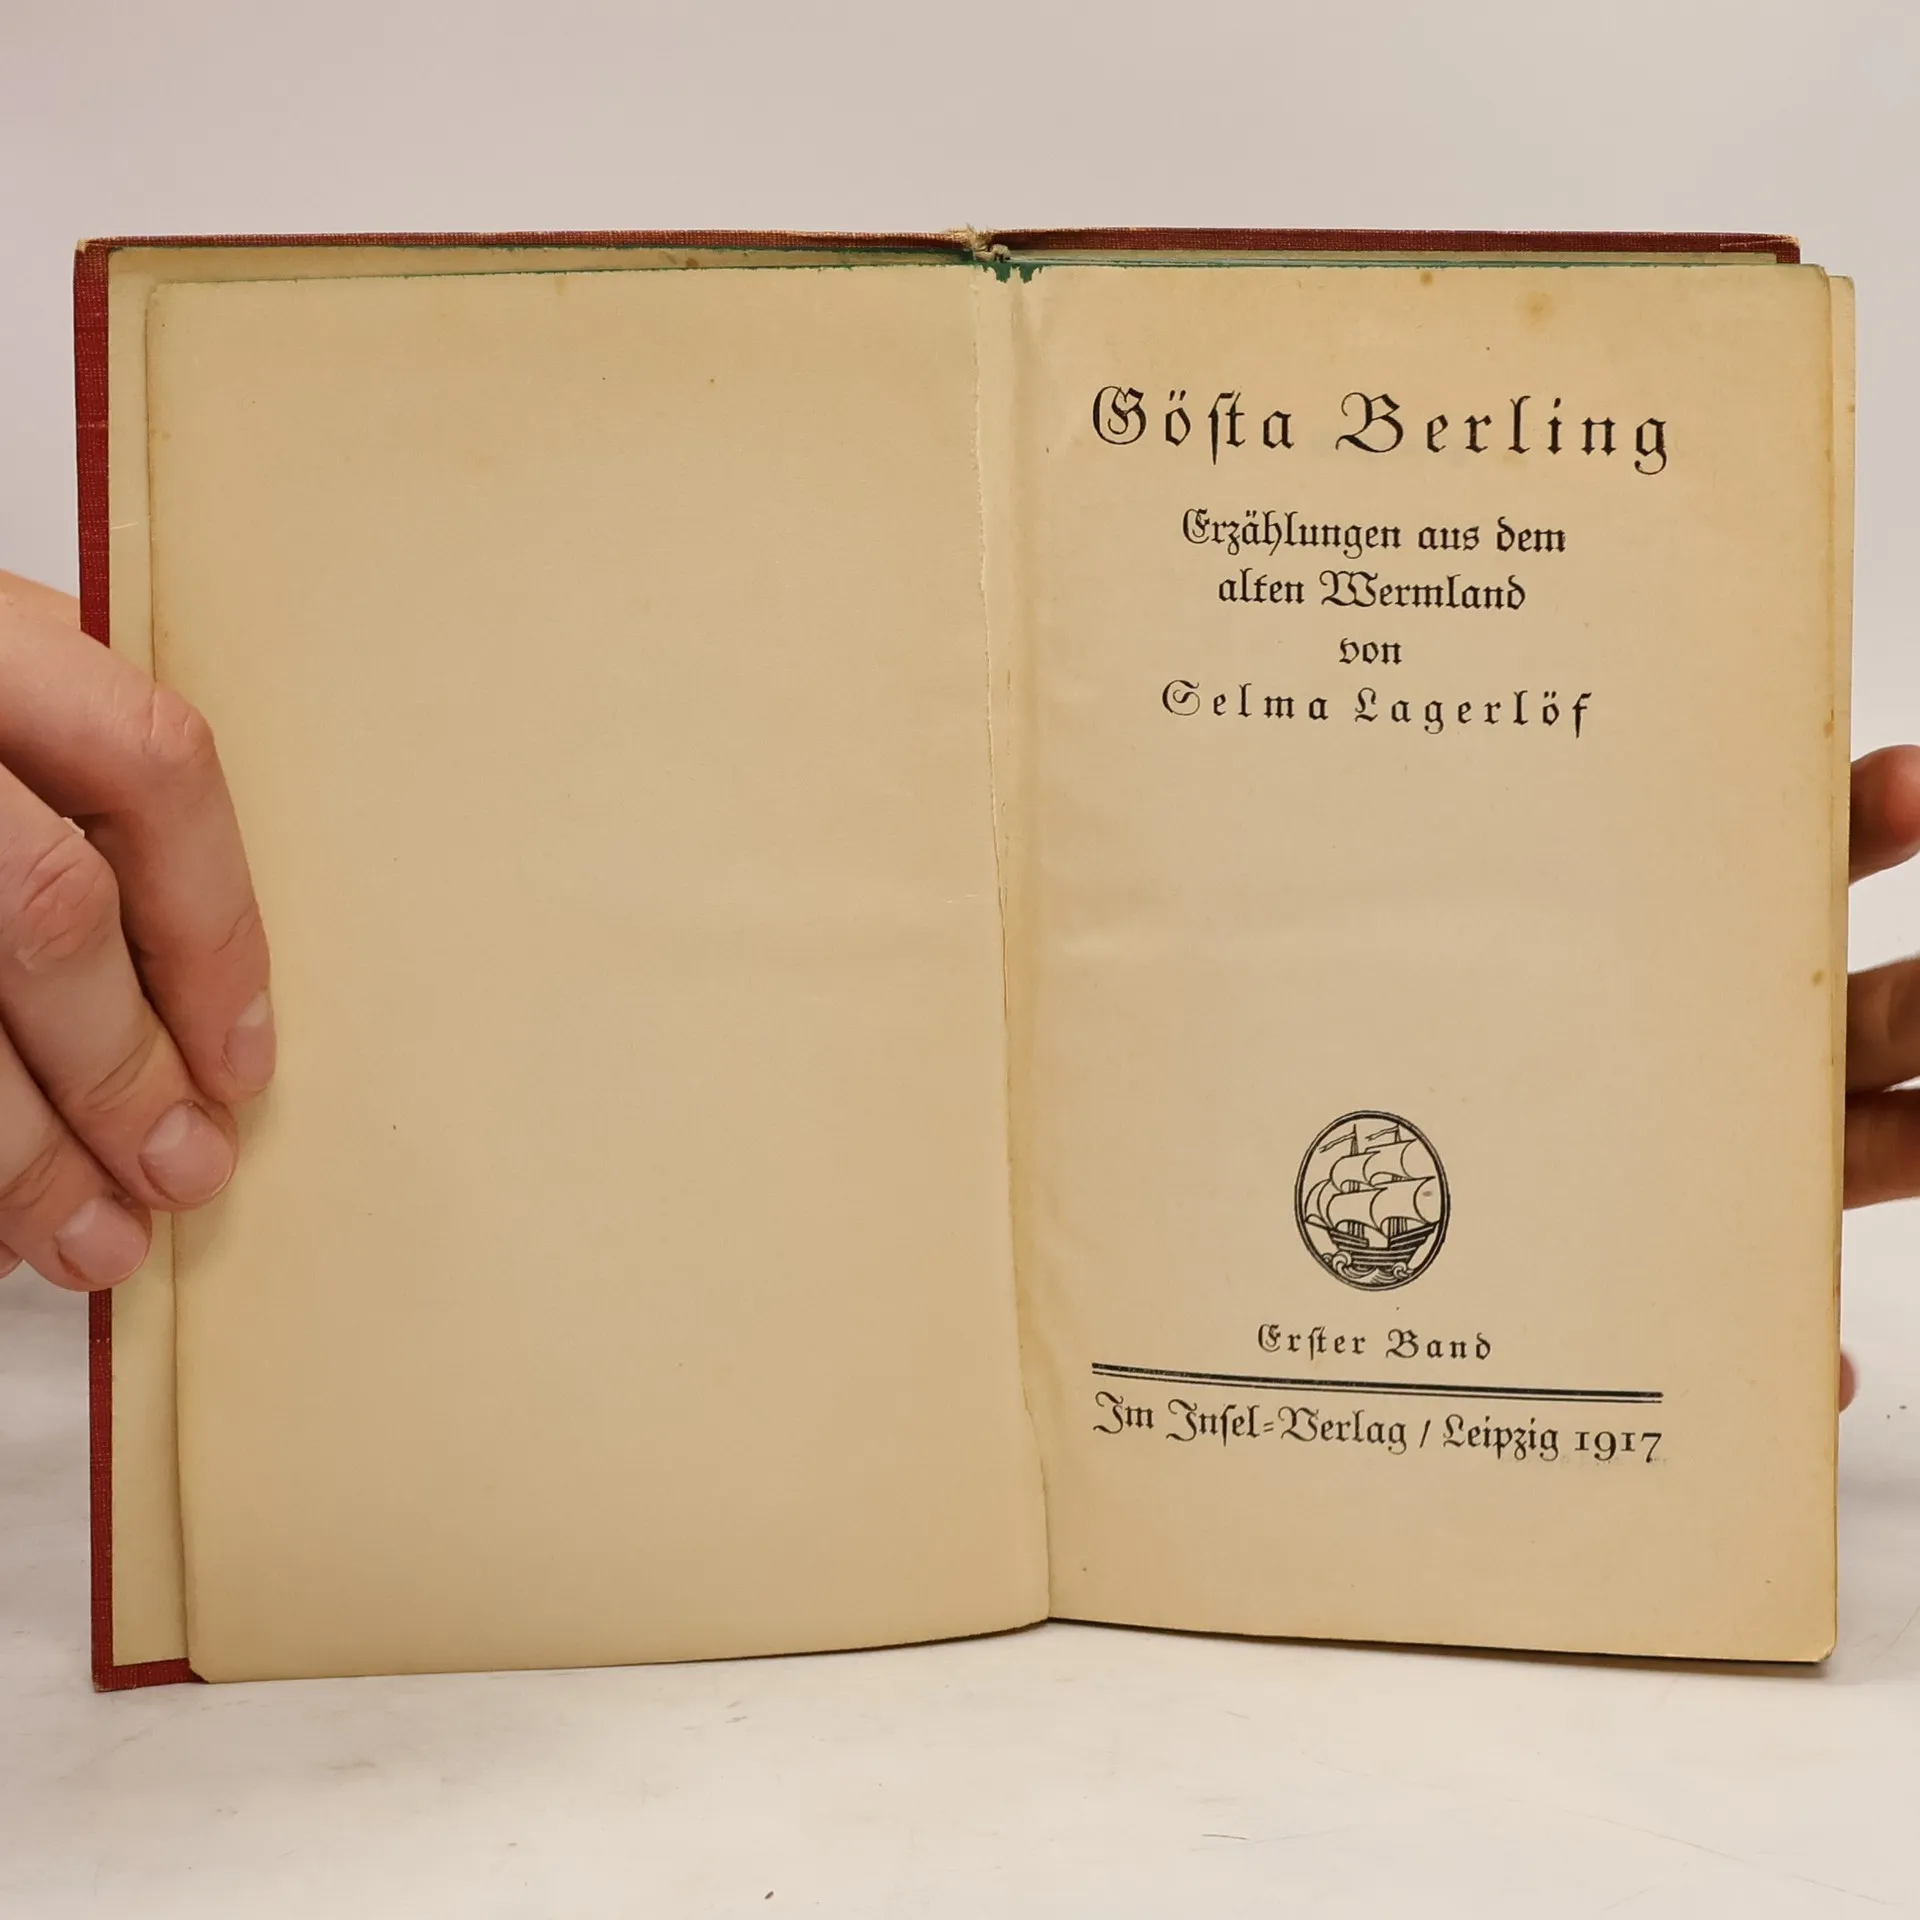 Göſta Berling
Erzählungen aus dem
alten Wermland
von
Selma Lagerlöf
Erſter Band
Im Inſel=Verlag / Leipzig 1917